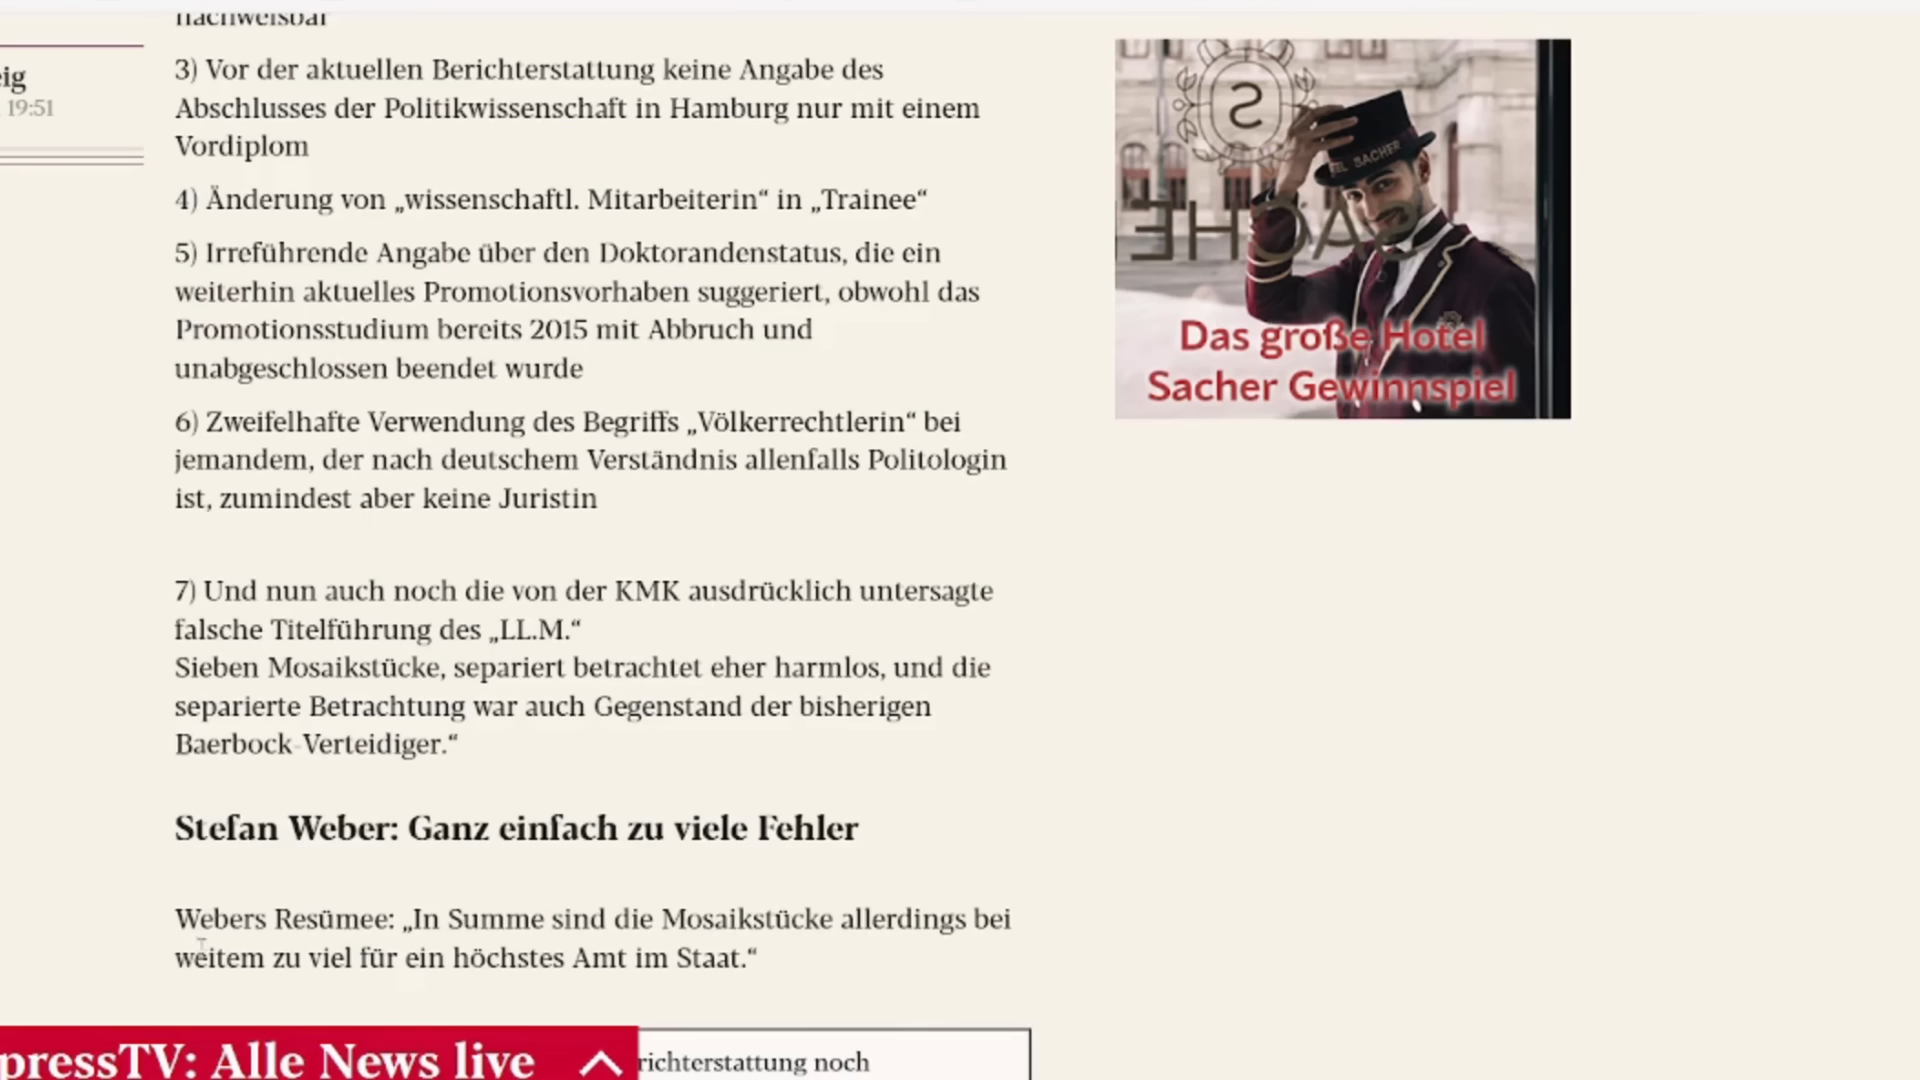 nachweisbar
eig
19:51
3) Vor der aktuellen Berichterstattung keine Angabe des
Abschlusses der Politikwissenschaft in Hamburg nur mit einem
Vordiplom
4) Änderung von „wissenschaftl. Mitarbeiterin“ in „Trainee“
5) Irreführende Angabe über den Doktorandenstatus, die ein
weiterhin aktuelles Promotionsvorhaben suggeriert, obwohl das
Promotionsstudium bereits 2015 mit Abbruch und
unabgeschlossen beendet wurde
6) Zweifelhafte Verwendung des Begriffs „Völkerrechtlerin“ bei
jemandem, der nach deutschem Verständnis allenfalls Politologin
ist, zumindest aber keine Juristin
7) Und nun auch noch die von der KMK ausdrücklich untersagte
falsche Titelführung des „LL.M.“
Sieben Mosaikstücke, separiert betrachtet eher harmlos, und die
separierte Betrachtung war auch Gegenstand der bisherigen
Baerbock-Verteidiger.“
Stefan Weber: Ganz einfach zu viele Fehler
Webers Resümee: „In Summe sind die Mosaikstücke allerdings bei
weitem zu viel für ein höchstes Amt im Staat.“
pressTV: Alle News live
richterstattung noch
S
SACHE
SACHER
Das große Hotel
Sacher Gewinnspiel